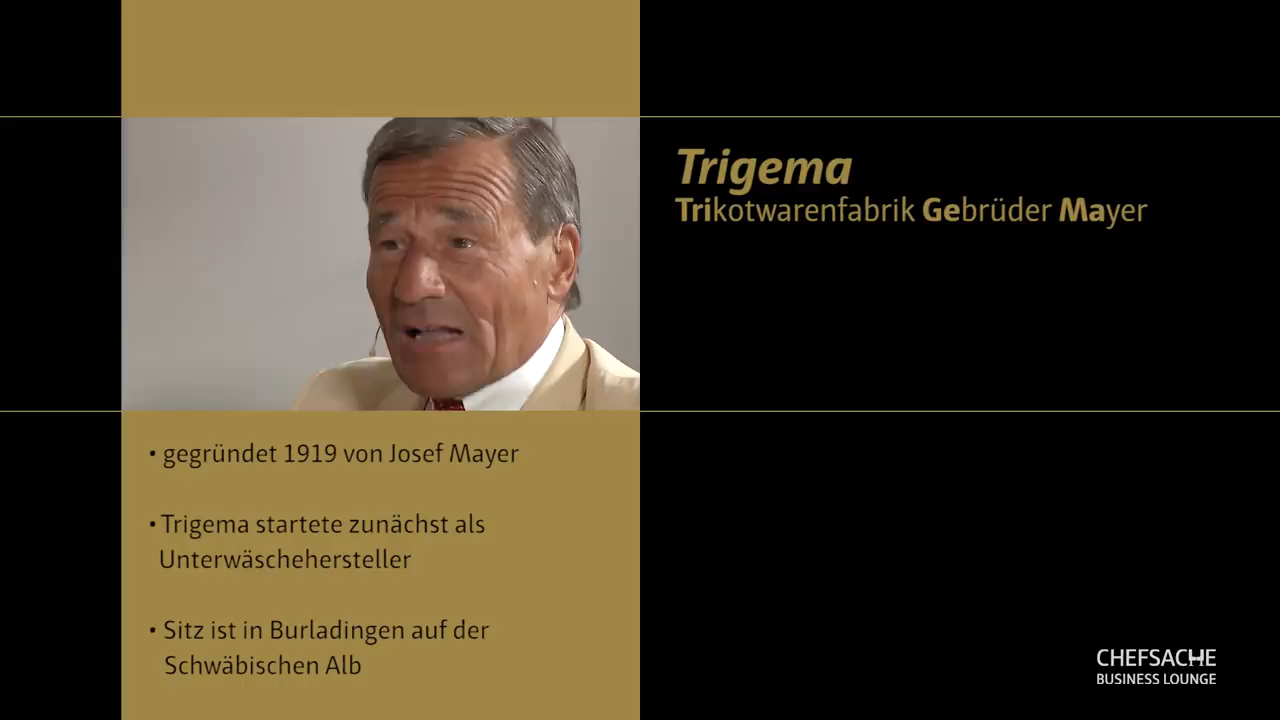 Trigema
Trikotwarenfabrik Gebrüder Mayer
• gegründet 1919 von Josef Mayer
• Trigema startete zunächst als
Unterwäschehersteller
• Sitz ist in Burladingen auf der
Schwäbischen Alb
CHEFSACHE
BUSINESS LOUNGE